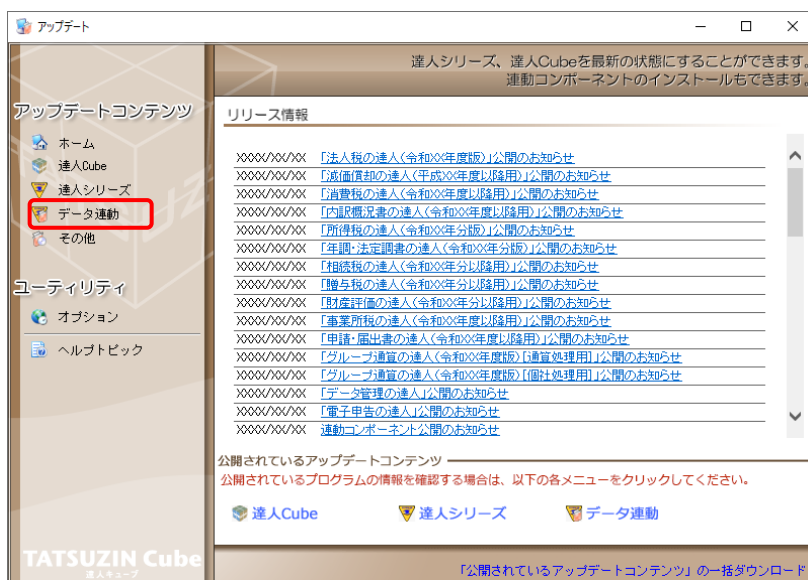 アップデート
達人シリーズ、達人Cubeを最新の状態にすることができます。
連動コンポーネントのインストールもできます。
アップデートコンテンツ
ホーム
達人Cube
達人シリーズ
データ連動
その他
ユーティリティ
オプション
ヘルプトピック
リリース情報
XXXX/XX/XX 「法人税の達人(令和XX年度版)」公開のお知らせ
XXXX/XX/XX 「減価償却の達人(平成XX年度以降用)」公開のお知らせ
XXXX/XX/XX 「消費税の達人(令和XX年度以降用)」公開のお知らせ
XXXX/XX/XX 「内訳概況書の達人(令和XX年度以降用)」公開のお知らせ
XXXX/XX/XX 「所得税の達人(令和XX年分版)」公開のお知らせ
XXXX/XX/XX 「年調・法定調書の達人(令和XX年分版)」公開のお知らせ
XXXX/XX/XX 「相続税の達人(令和XX年分以降用)」公開のお知らせ
XXXX/XX/XX 「贈与税の達人(令和XX年分以降用)」公開のお知らせ
XXXX/XX/XX 「財産評価の達人(令和XX年分以降用)」公開のお知らせ
XXXX/XX/XX 「事業所税の達人(令和XX年度以降用)」公開のお知らせ
XXXX/XX/XX 「申請・届出書の達人(令和XX年度以降用)」公開のお知らせ
XXXX/XX/XX 「グループ通算の達人(令和XX年度版)[通算処理用]」公開のお知らせ
XXXX/XX/XX 「グループ通算の達人(令和XX年度版)[個社処理用]」公開のお知らせ
XXXX/XX/XX 「データ管理の達人」公開のお知らせ
XXXX/XX/XX 「電子申告の達人」公開のお知らせ
XXXX/XX/XX 連動コンポーネント公開のお知らせ
公開されているアップデートコンテンツ
公開されているプログラムの情報を確認する場合は、以下の各メニューをクリックしてください。
達人Cube 達人シリーズ データ連動
TATSUZIN Cube
達人キューブ
「公開されているアップデートコンテンツ」の一括ダウンロード